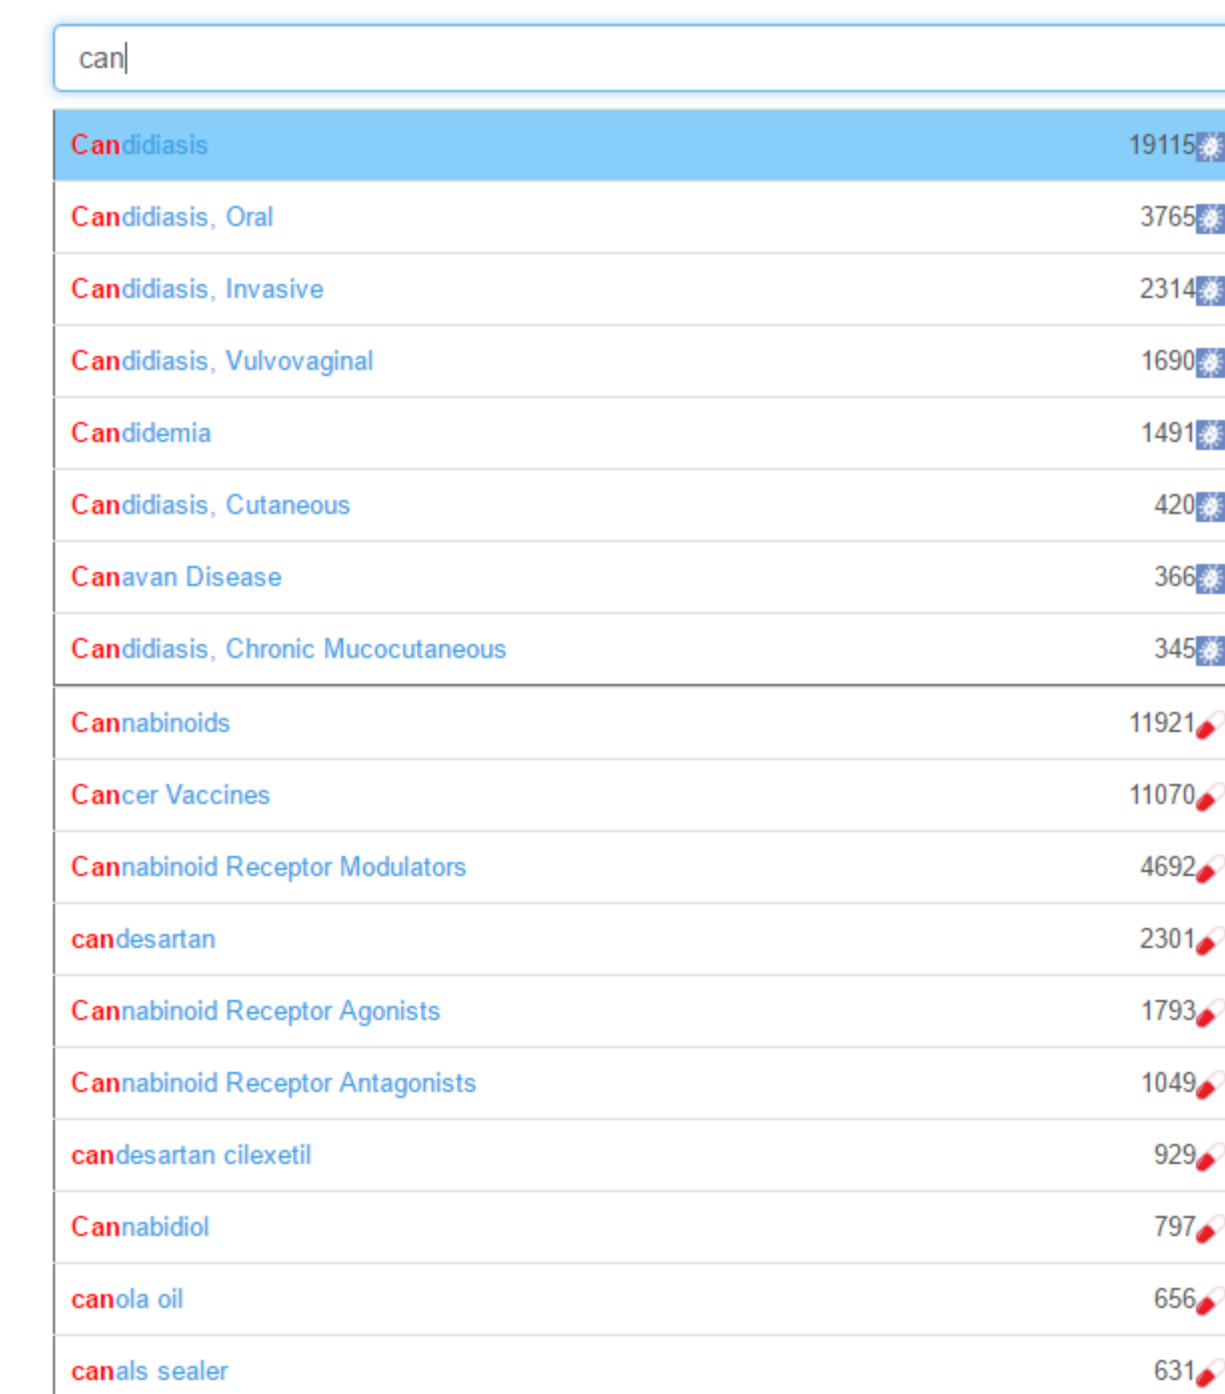 can
Candidiasis 19115
Candidiasis, Oral 3765
Candidiasis, Invasive 2314
Candidiasis, Vulvovaginal 1690
Candidemia 1491
Candidiasis, Cutaneous 420
Canavan Disease 366
Candidiasis, Chronic Mucocutaneous 345
Cannabinoids 11921
Cancer Vaccines 11070
Cannabinoid Receptor Modulators 4692
candesartan 2301
Cannabinoid Receptor Agonists 1793
Cannabinoid Receptor Antagonists 1049
candesartan cilexetil 929
Cannabidiol 797
canola oil 656
canals sealer 631